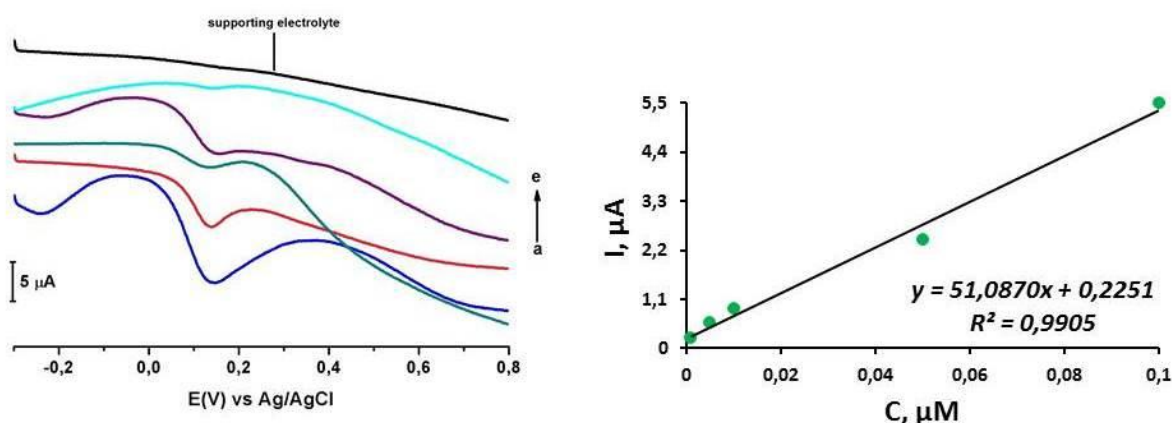 supporting electrolyte
e
a
5 µA
-0,2 0,0 0,2 0,4 0,6 0,8
E(V) vs Ag/AgCl
5,5
4,4
3,3
2,2
1,1
0
I, µA
y = 51,0870x + 0,2251
R² = 0,9905
0 0,02 0,04 0,06 0,08 0,1
C, µM